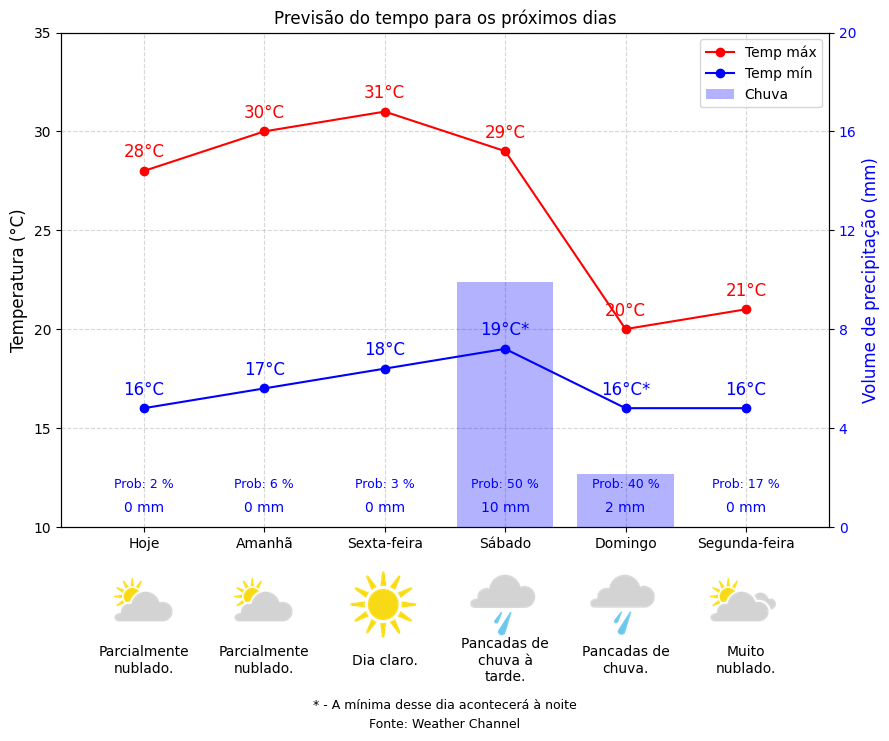 Previsão do tempo para os próximos dias
35
30
25
20
15
10
Temperatura (°C)
20
16
12
8
4
0
Volume de precipitação (mm)
Temp máx
Temp mín
Chuva
28°C
30°C
31°C
29°C
20°C
21°C
16°C
17°C
18°C
19°C*
16°C*
16°C
Prob: 2 %
Prob: 6 %
Prob: 3 %
Prob: 50 %
Prob: 40 %
Prob: 17 %
0 mm
0 mm
0 mm
10 mm
2 mm
0 mm
Hoje
Amanhã
Sexta-feira
Sábado
Domingo
Segunda-feira
Parcialmente
nublado.
Parcialmente
nublado.
Dia claro.
Pancadas de
chuva à
tarde.
Pancadas de
chuva.
Muito
nublado.
* - A mínima desse dia acontecerá à noite
Fonte: Weather Channel